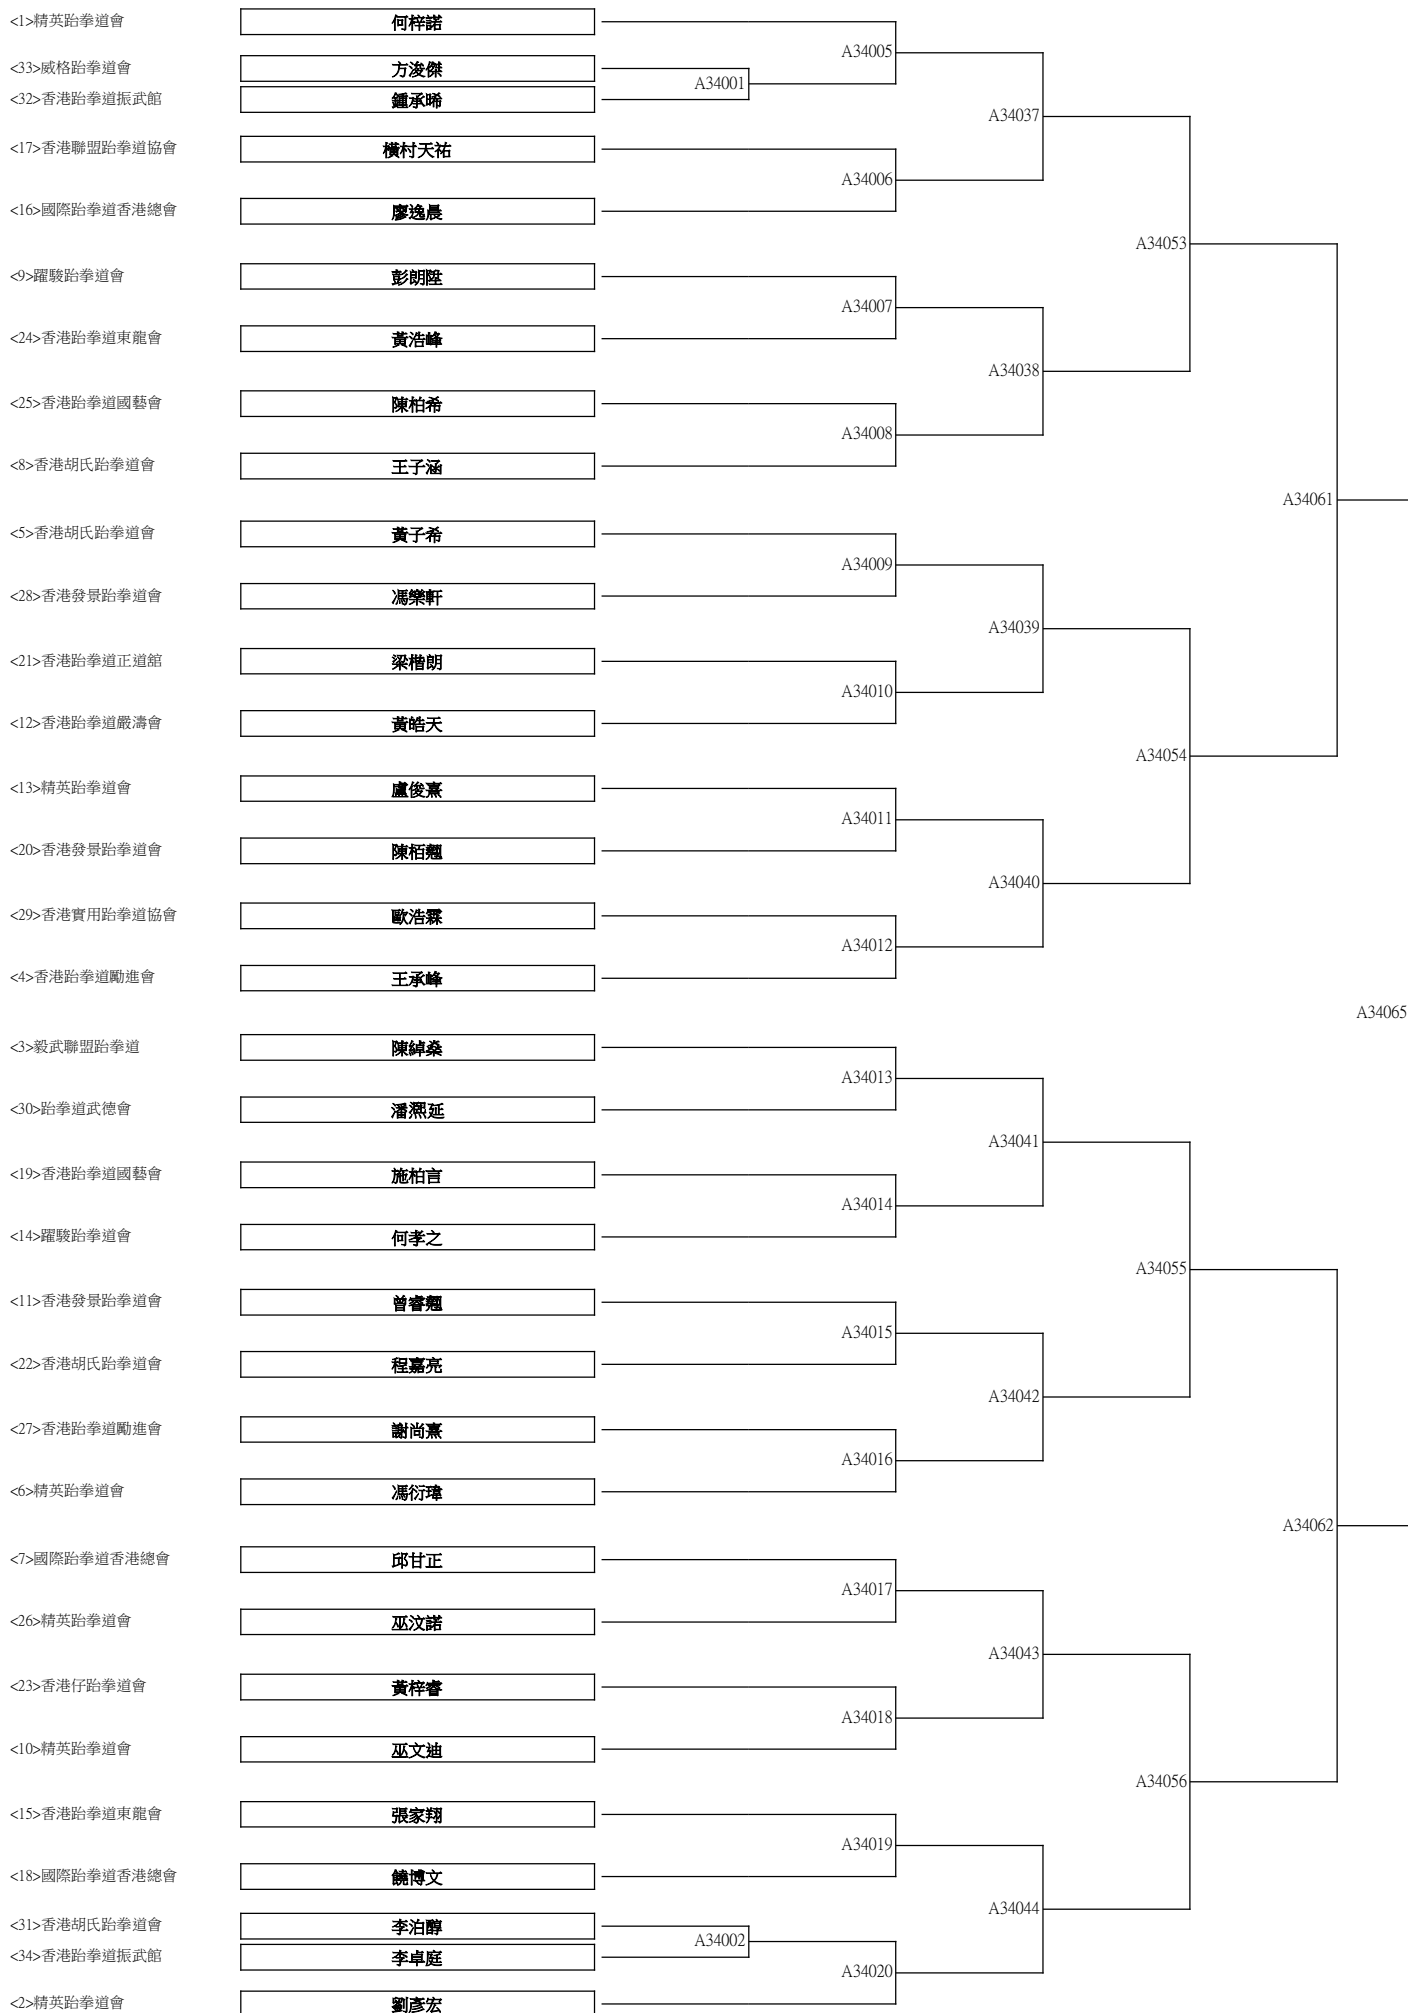 <1>精英跆拳道會 何梓諾
A34005
<33>威格跆拳道會 方浚傑
A34001
<32>香港跆拳道振武館 鍾承晞
A34037
<17>香港聯盟跆拳道協會 橫村天祐
A34006
<16>國際跆拳道香港總會 廖逸晨
A34053
<9>躍駿跆拳道會 彭朗陞
A34007
<24>香港跆拳道東龍會 黃浩峰
A34038
<25>香港跆拳道國藝會 陳柏希
A34008
<8>香港胡氏跆拳道會 王子涵
A34061
<5>香港胡氏跆拳道會 黃子希
A34009
<28>香港發景跆拳道會 馮樂軒
A34039
<21>香港跆拳道正道舘 梁楷朗
A34010
<12>香港跆拳道嚴濤會 黃皓天
A34054
<13>精英跆拳道會 盧俊熹
A34011
<20>香港發景跆拳道會 陳栢翹
A34040
<29>香港實用跆拳道協會 歐浩霖
A34012
<4>香港跆拳道勵進會 王承峰
A34065
<3>毅武聯盟跆拳道 陳綽燊
A34013
<30>跆拳道武德會 潘熈延
A34041
<19>香港跆拳道國藝會 施柏言
A34014
<14>躍駿跆拳道會 何孝之
A34055
<11>香港發景跆拳道會 曾睿翹
A34015
<22>香港胡氏跆拳道會 程嘉亮
A34042
<27>香港跆拳道勵進會 謝尚熹
A34016
<6>精英跆拳道會 馮衍瑋
A34062
<7>國際跆拳道香港總會 邱甘正
A34017
<26>精英跆拳道會 巫汶諾
A34043
<23>香港仔跆拳道會 黃梓睿
A34018
<10>精英跆拳道會 巫文迪
A34056
<15>香港跆拳道東龍會 張家翔
A34019
<18>國際跆拳道香港總會 饒博文
A34044
<31>香港胡氏跆拳道會 李泊醇
A34002
<34>香港跆拳道振武館 李卓庭
A34020
<2>精英跆拳道會 劉彥宏